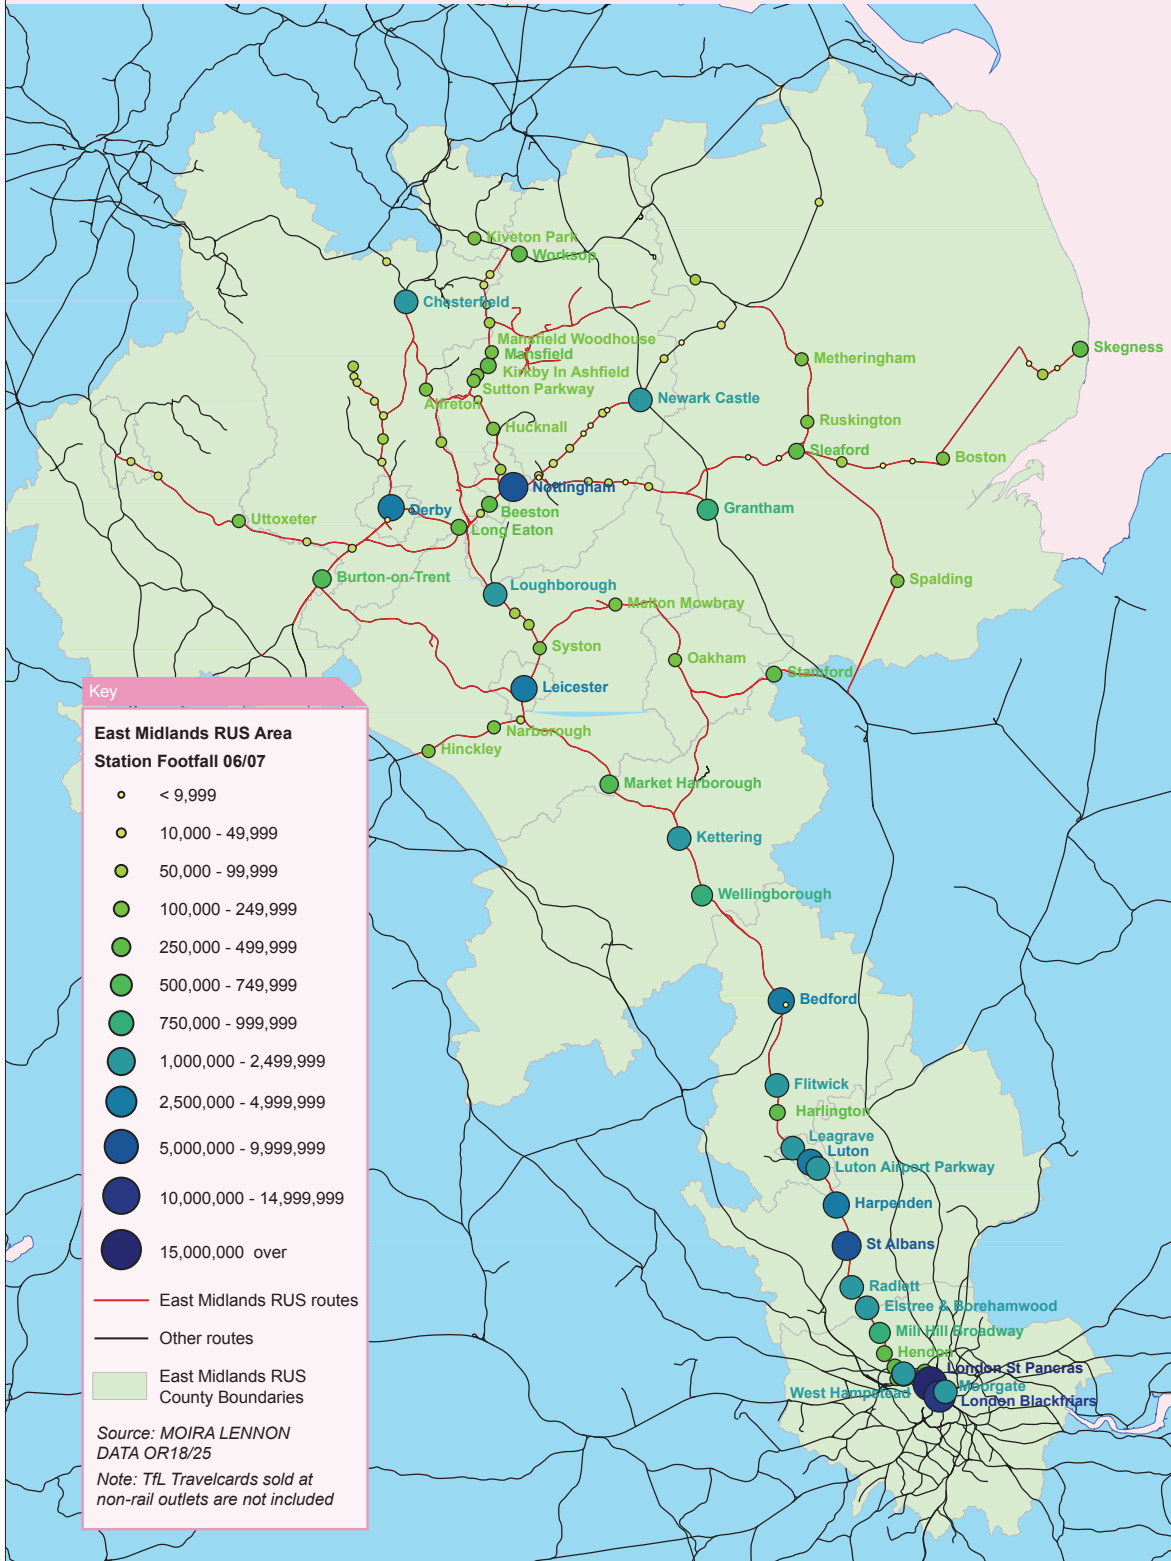 Kiveton Park
Worksop
Chesterfield
Mansfield Woodhouse
Mansfield
Kirkby In Ashfield
Sutton Parkway
Alfreton
Hucknall
Newark Castle
Metheringham
Skegness
Ruskington
Sleaford
Boston
Nottingham
Derby
Beeston
Grantham
Uttoxeter
Long Eaton
Burton-on-Trent
Loughborough
Spalding
Melton Mowbray
Syston
Oakham
Stamford
Leicester
Narborough
Hinckley
Market Harborough
Kettering
Wellingborough
Bedford
Flitwick
Harlington
Leagrave
Luton
Luton Airport Parkway
Harpenden
St Albans
Radlett
Elstree & Borehamwood
Mill Hill Broadway
Hendon
London St Pancras
West Hampstead
Moorgate
London Blackfriars
Key
East Midlands RUS Area
Station Footfall 06/07
< 9,999
10,000 - 49,999
50,000 - 99,999
100,000 - 249,999
250,000 - 499,999
500,000 - 749,999
750,000 - 999,999
1,000,000 - 2,499,999
2,500,000 - 4,999,999
5,000,000 - 9,999,999
10,000,000 - 14,999,999
15,000,000 over
East Midlands RUS routes
Other routes
East Midlands RUS
County Boundaries
Source: MOIRA LENNON
DATA OR18/25
Note: TfL Travelcards sold at
non-rail outlets are not included